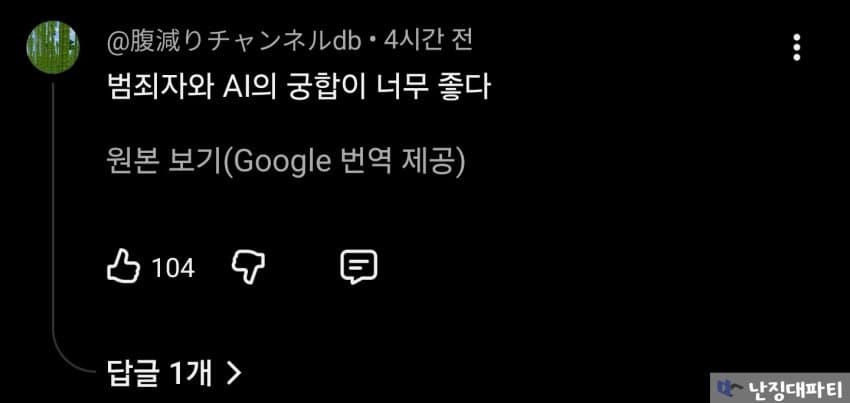 @腹減りチャンネルdb • 4시간 전
범죄자와 AI의 궁합이 너무 좋다
원본 보기(Google 번역 제공)
104
답글 1개 >
난징대파티